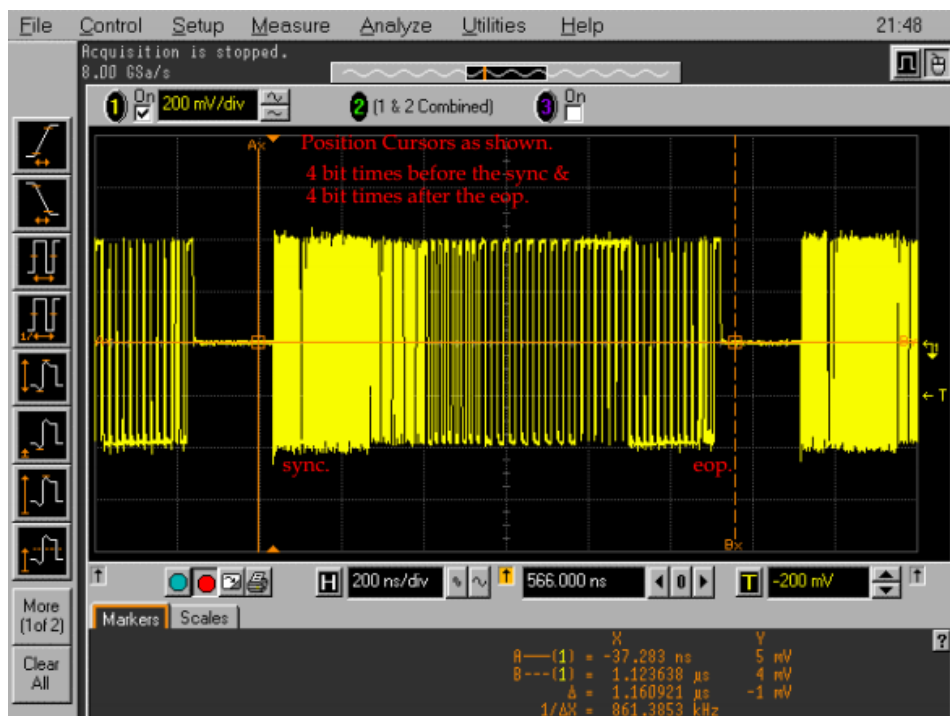 File Control Setup Measure Analyze Utilities Help 21:48
Acquisition is stopped.
8.00 GSa/s
1 On 200 mV/div 2 (1 & 2 Combined) 3 On
Ax Position Cursors as shown.
4 bit times before the sync &
4 bit times after the eop.
T
sync. eop.
Bx
H 200 ns/div 566.000 ns 0 T -200 mV
More
(1 of 2)
Clear
All
Markers Scales
X Y
A——(1) = -37.283 ns 5 mV
B---(1) = 1.123638 µs 4 mV
Δ = 1.160921 µs -1 mV
1/ΔX = 861.3853 kHz
?